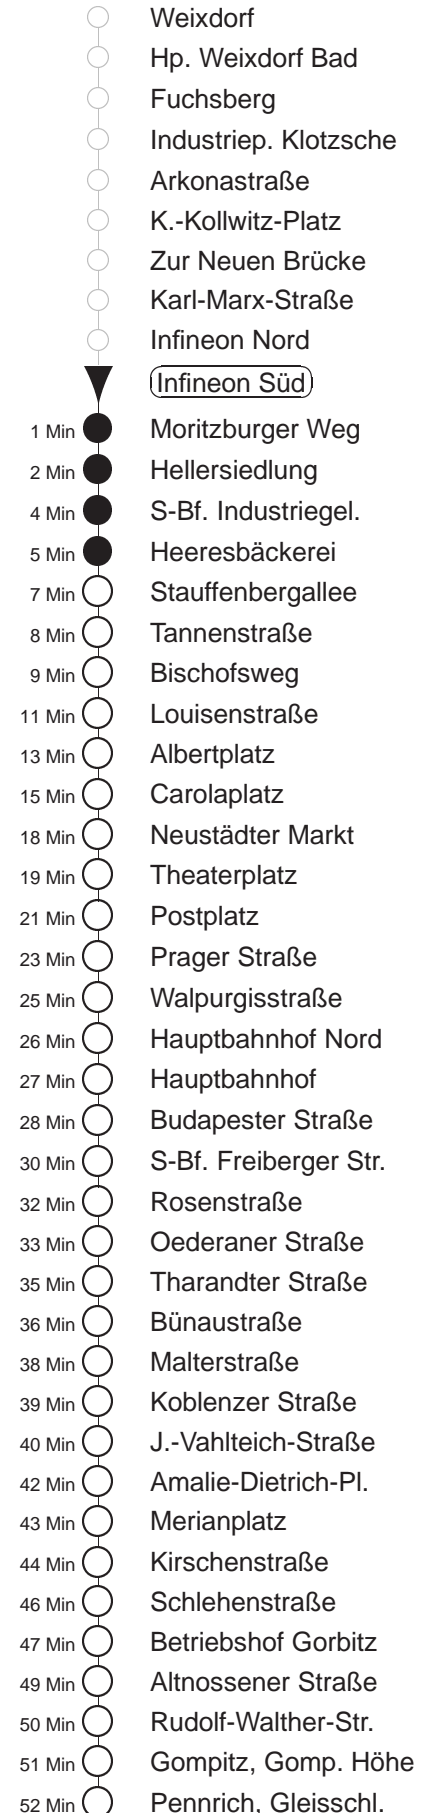 Weixdorf
Hp. Weixdorf Bad
Fuchsberg
Industriep. Klotzsche
Arkonastraße
K.-Kollwitz-Platz
Zur Neuen Brücke
Karl-Marx-Straße
Infineon Nord
Infineon Süd
1 Min Moritzburger Weg
2 Min Hellersiedlung
4 Min S-Bf. Industriegel.
5 Min Heeresbäckerei
7 Min Stauffenbergallee
8 Min Tannenstraße
9 Min Bischofsweg
11 Min Louisenstraße
13 Min Albertplatz
15 Min Carolaplatz
18 Min Neustädter Markt
19 Min Theaterplatz
21 Min Postplatz
23 Min Prager Straße
25 Min Walpurgisstraße
26 Min Hauptbahnhof Nord
27 Min Hauptbahnhof
28 Min Budapester Straße
30 Min S-Bf. Freiberger Str.
32 Min Rosenstraße
33 Min Oederaner Straße
35 Min Tharandter Straße
36 Min Bünaustraße
38 Min Malterstraße
39 Min Koblenzer Straße
40 Min J.-Vahlteich-Straße
42 Min Amalie-Dietrich-Pl.
43 Min Merianplatz
44 Min Kirschenstraße
46 Min Schlehenstraße
47 Min Betriebshof Gorbitz
49 Min Altnossener Straße
50 Min Rudolf-Walther-Str.
51 Min Gompitz, Gomp. Höhe
52 Min Pennrich, Gleisschl.